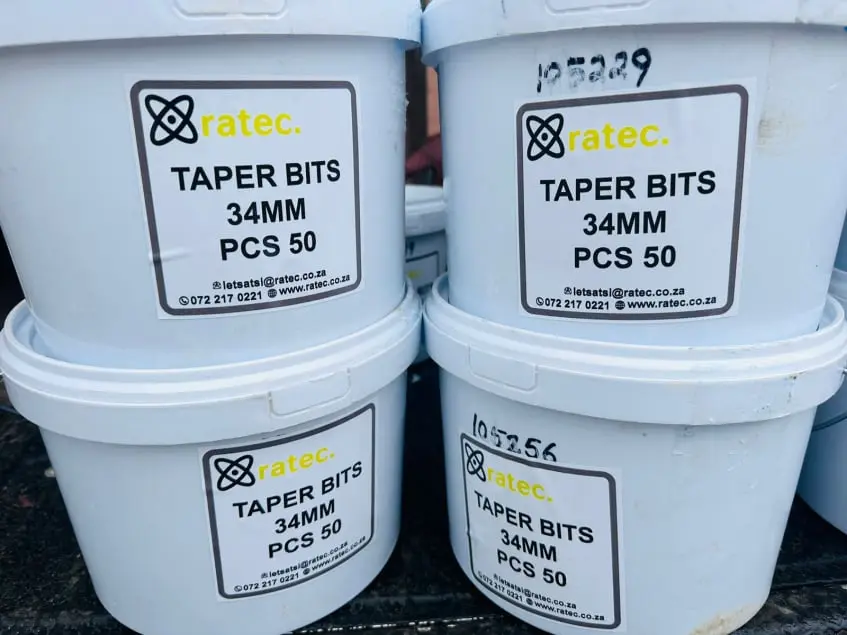 ratec.
TAPER BITS
34MM
PCS 50
letsatsi@ratec.co.za
072 217 0221 www.ratec.co.za
105229
ratec.
TAPER BITS
34MM
PCS 50
letsatsi@ratec.co.za
072 217 0221 www.ratec.co.za
ratec.
TAPER BITS
34MM
PCS 50
letsatsi@ratec.co.za
072 217 0221 www.ratec.co.za
105256
ratec.
TAPER BITS
34MM
PCS 50
letsatsi@ratec.co.za
072 217 0221 www.ratec.co.za